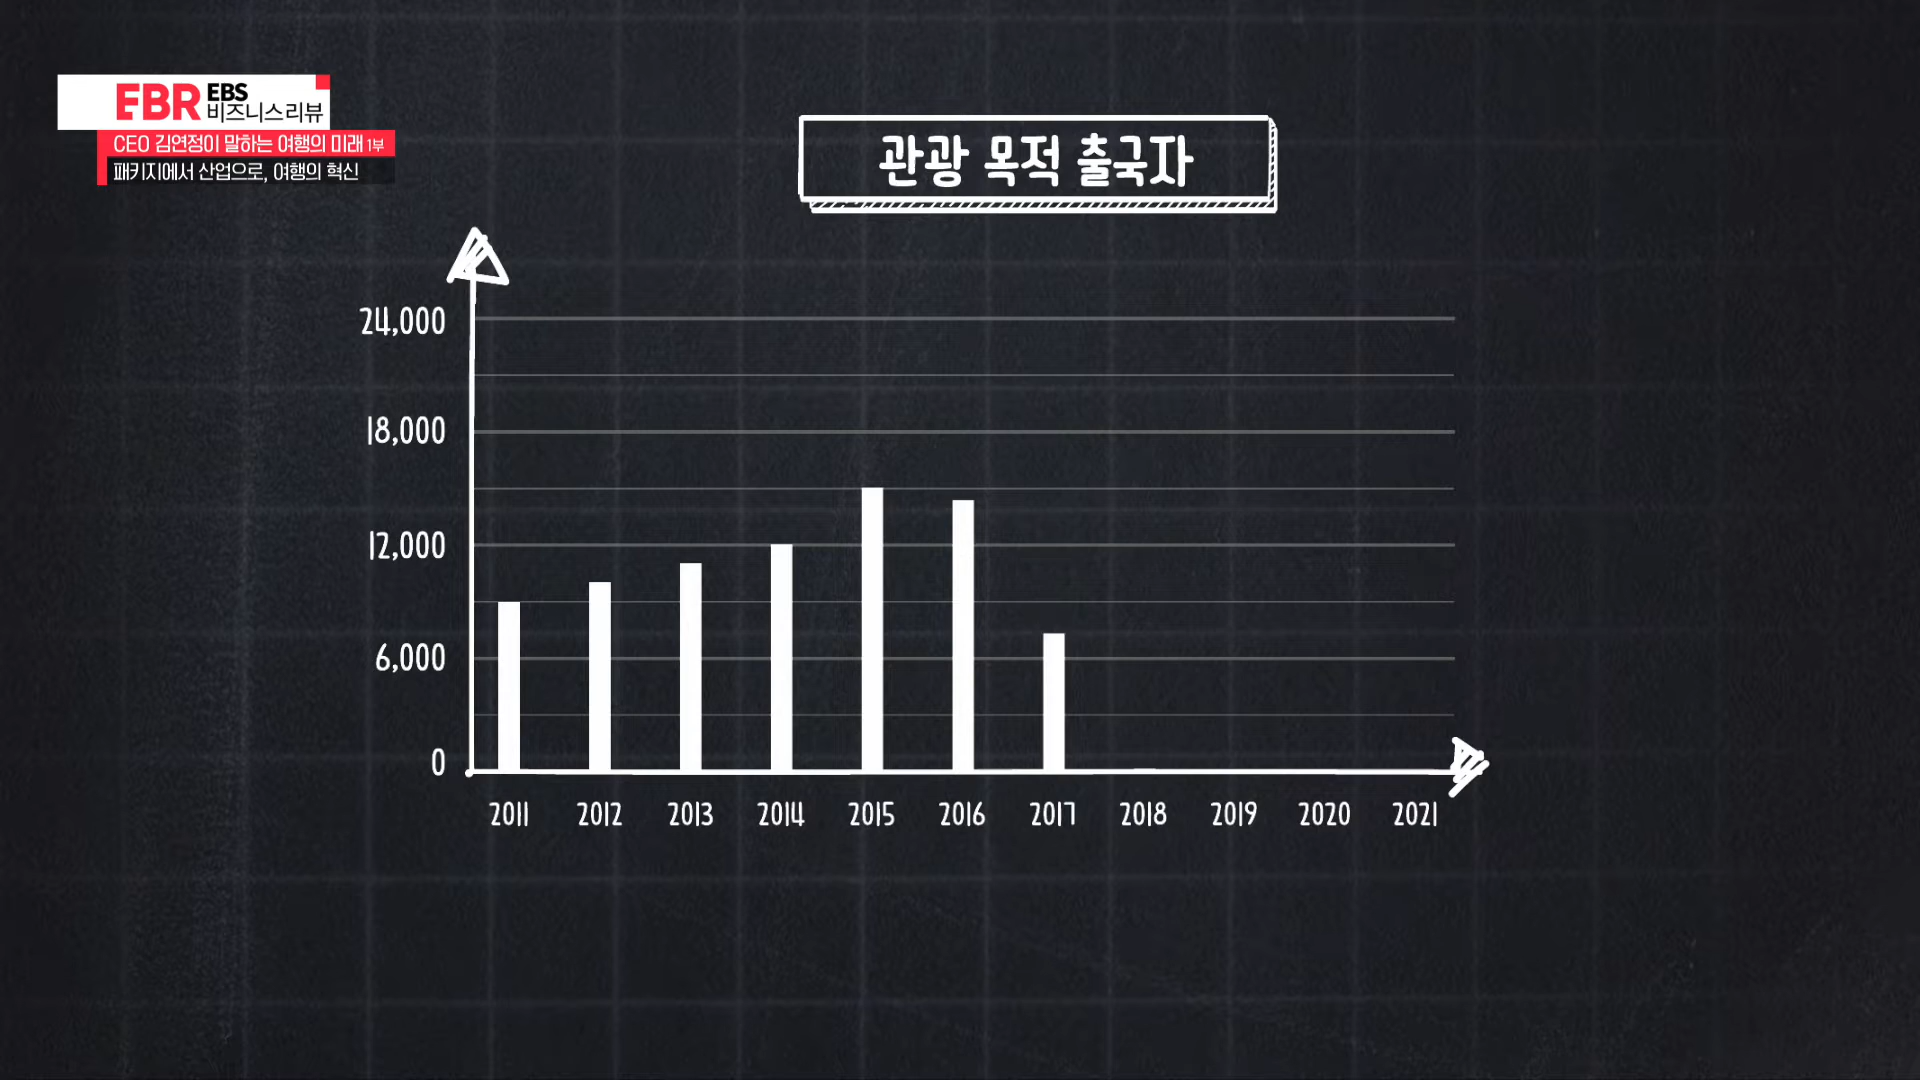 EBR EBS
비즈니스리뷰
CEO 김연정이 말하는 여행의 미래 1부
패키지에서 산업으로, 여행의 혁신
관광 목적 출국자
24,000
18,000
12,000
6,000
0
2011 2012 2013 2014 2015 2016 2017 2018 2019 2020 2021